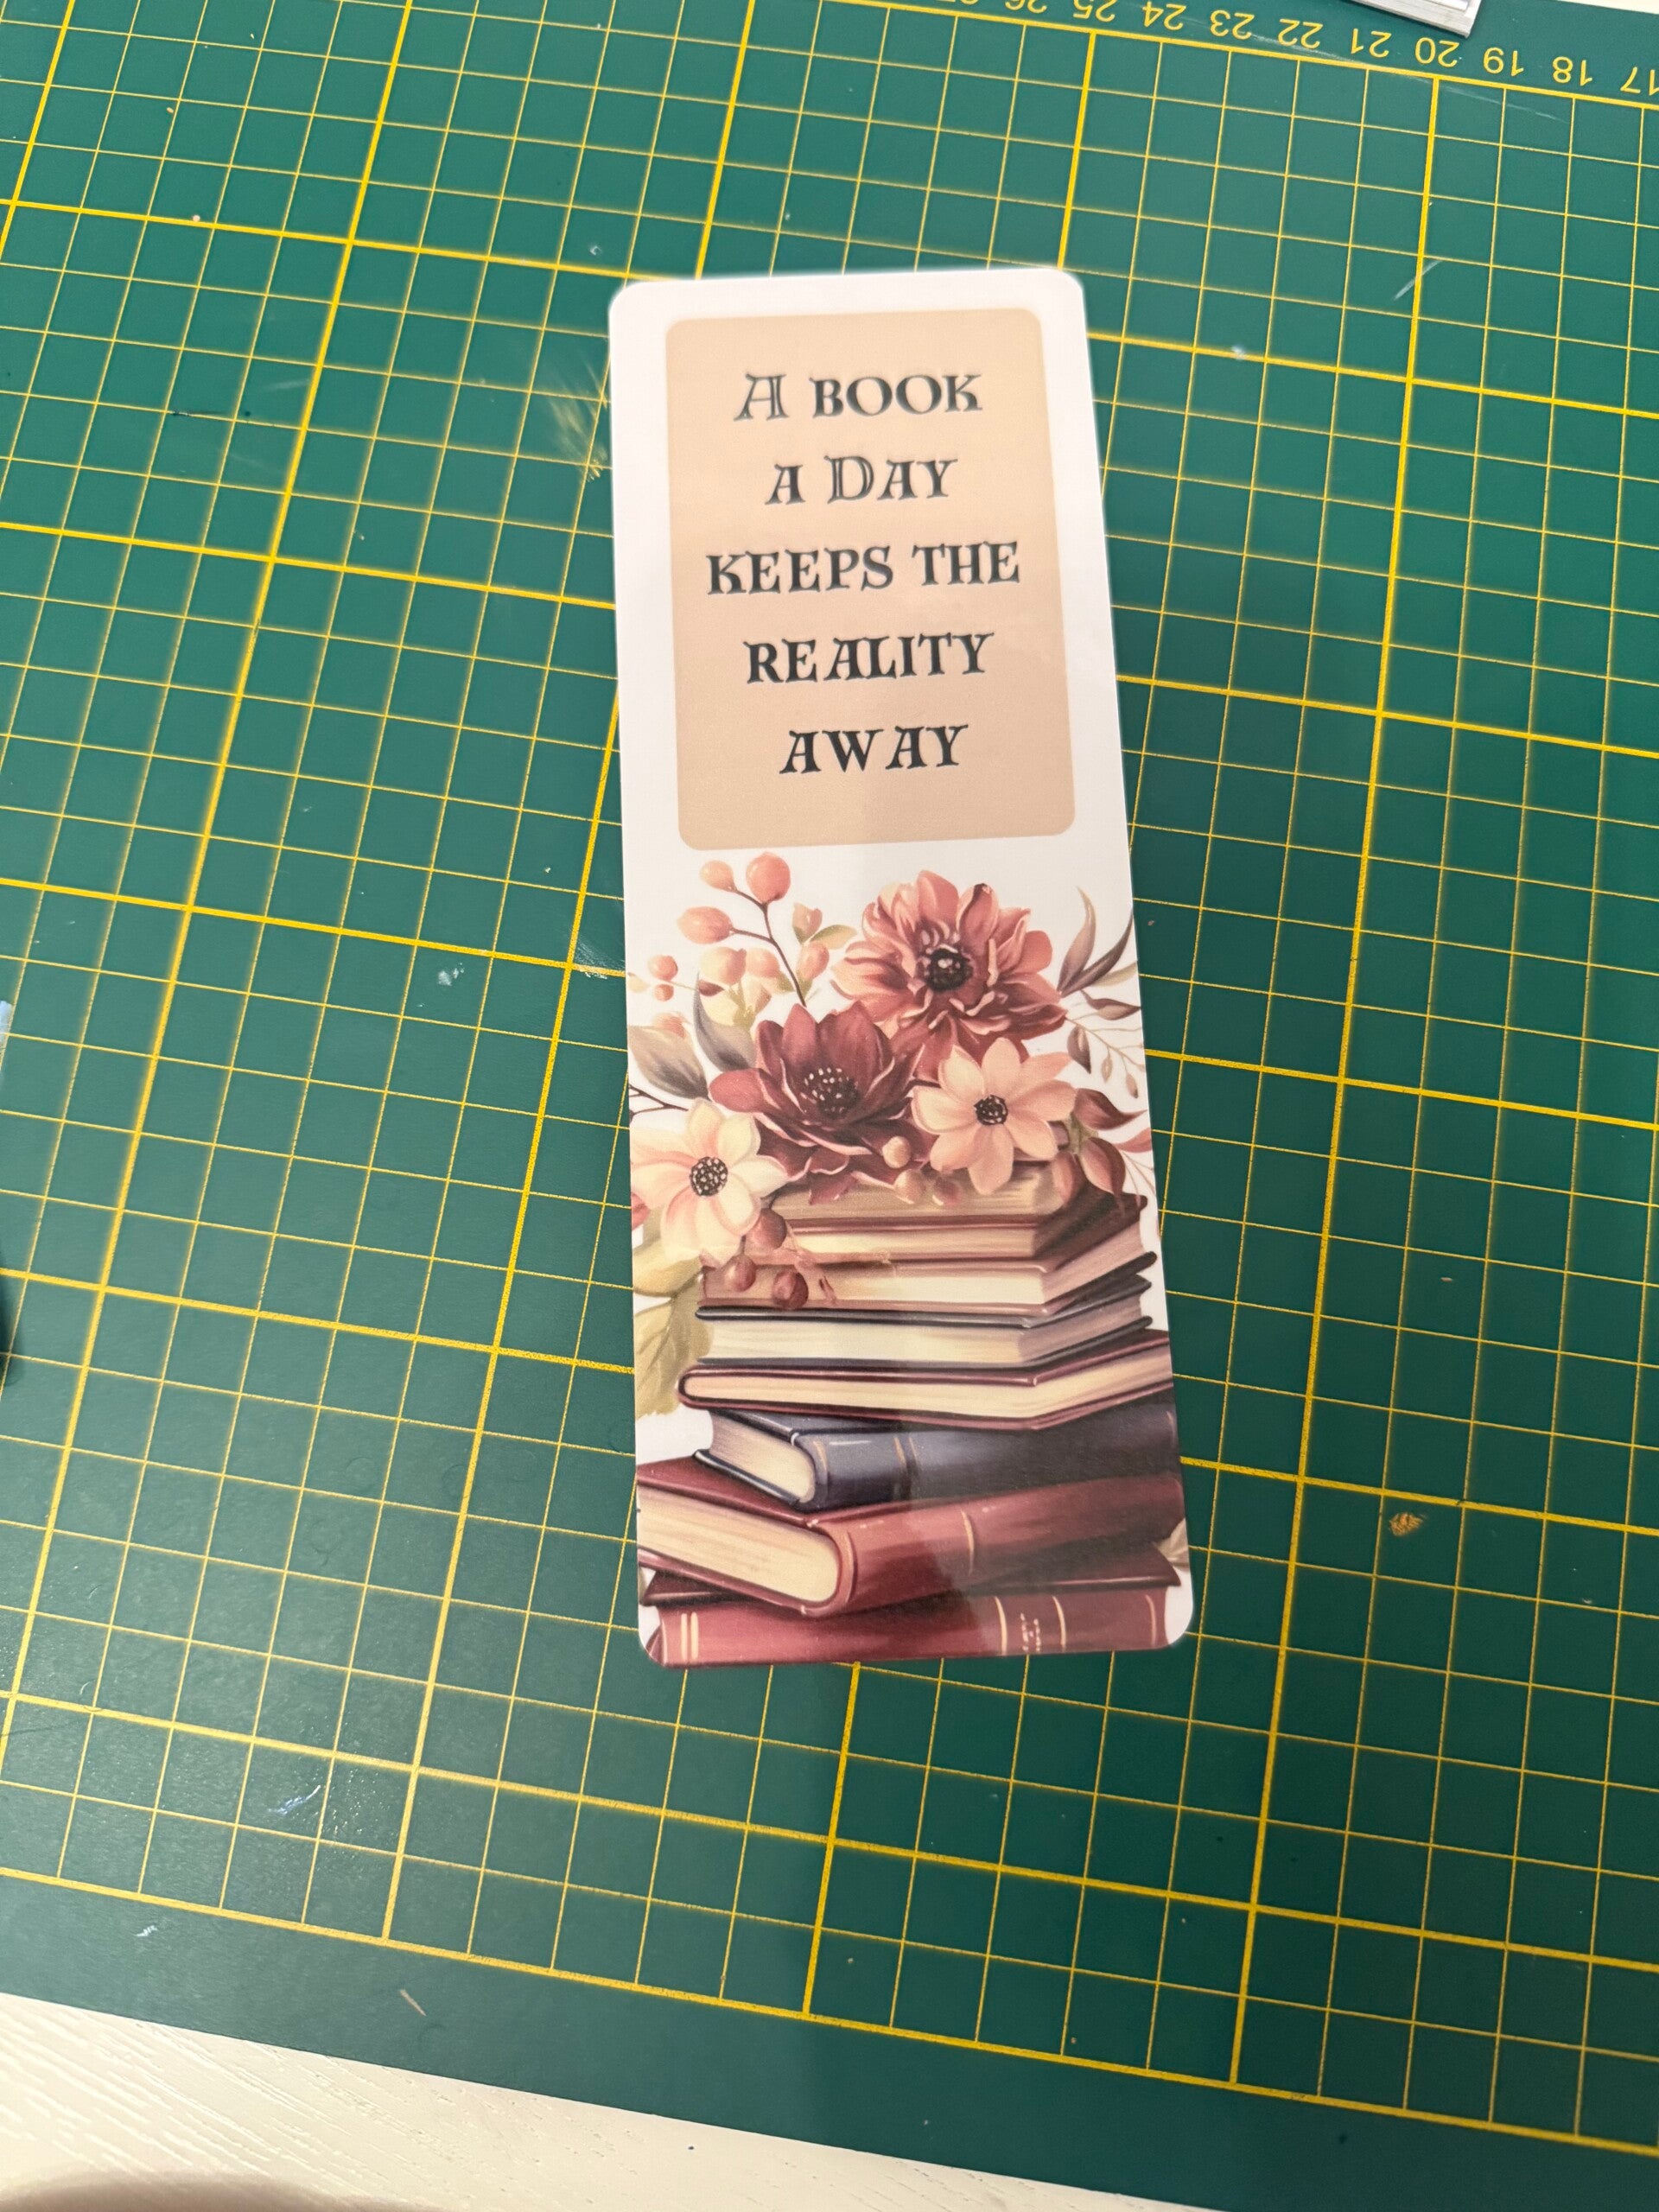 A BOOK
A DAY
KEEPS THE
REALITY
AWAY
26 25 24 23 22 21 20 19 18 17